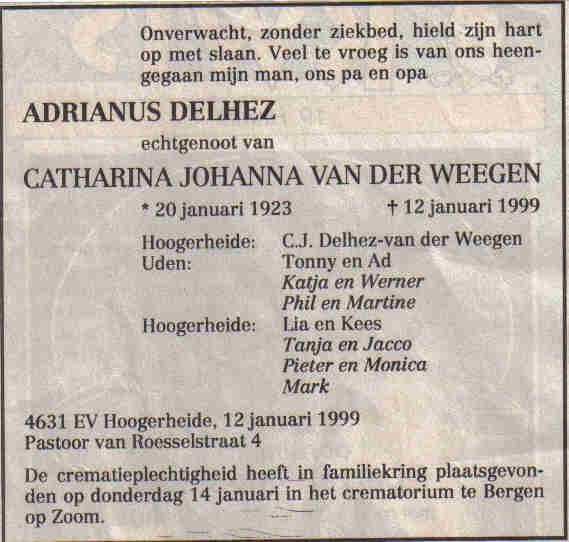 Onverwacht, zonder ziekbed, hield zijn hart
op met slaan. Veel te vroeg is van ons heen-
gegaan mijn man, ons pa en opa
ADRIANUS DELHEZ
echtgenoot van
CATHARINA JOHANNA VAN DER WEEGEN
* 20 januari 1923 † 12 januari 1999
Hoogerheide: C.J. Delhez-van der Weegen
Uden: Tonny en Ad
Katja en Werner
Phil en Martine
Hoogerheide: Lia en Kees
Tanja en Jacco
Pieter en Monica
Mark
4631 EV Hoogerheide, 12 januari 1999
Pastoor van Roesselstraat 4
De crematieplechtigheid heeft in familiekring plaatsgevon-
den op donderdag 14 januari in het crematorium te Bergen
op Zoom.